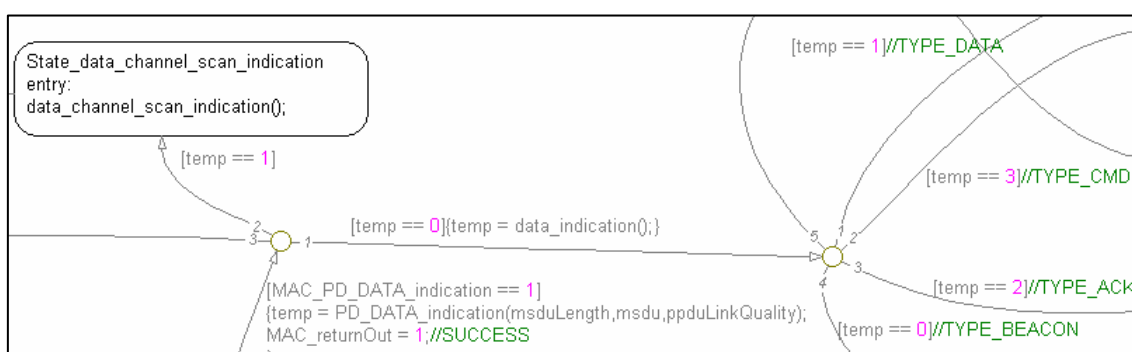 State_data_channel_scan_indication
entry:
data_channel_scan_indication();
[temp == 1]//TYPE_DATA
[temp == 1]
[temp == 3]//TYPE_CMD
[temp == 0]{temp = data_indication();}
2
3
1
5
1
2
3
4
[MAC_PD_DATA_indication == 1]
{temp = PD_DATA_indication(msduLength,msdu,ppduLinkQuality);
MAC_returnOut = 1;//SUCCESS
[temp == 2]//TYPE_ACK
[temp == 0]//TYPE_BEACON